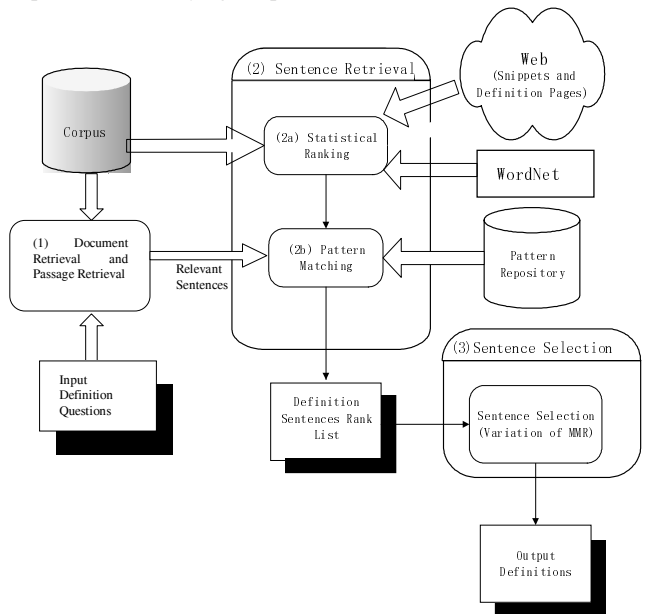 (2) Sentence Retrieval
Web
(Snippets and
Definition Pages)
Corpus
(2a) Statistical
Ranking
WordNet
(1) Document
Retrieval and
Passage Retrieval
Relevant
Sentences
(2b) Pattern
Matching
Pattern
Repository
Input
Definition
Questions
Definition
Sentences Rank
List
(3)Sentence Selection
Sentence Selection
(Variation of MMR)
Output
Definitions